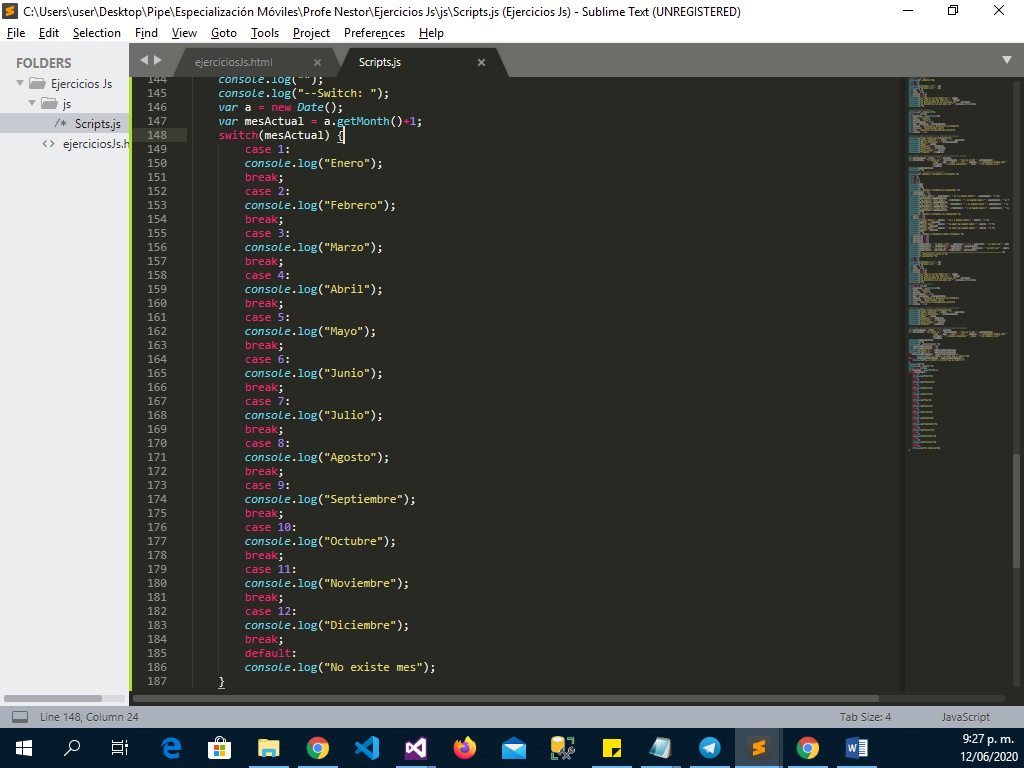 C:\Users\user\Desktop\Pipe\Especialización Móviles\Profe Nestor\Ejercicios Js\js\Scripts.js (Ejercicios Js) - Sublime Text (UNREGISTERED)
File Edit Selection Find View Goto Tools Project Preferences Help
FOLDERS
Ejercicios Js
js
/* Scripts.js
<> ejerciciosJs.h
ejerciciosJs.html × Scripts.js ×
144 console.log("");
145 console.log("--Switch: ");
146 var a = new Date();
147 var mesActual = a.getMonth()+1;
148 switch(mesActual) {
149 case 1:
150 console.log("Enero");
151 break;
152 case 2:
153 console.log("Febrero");
154 break;
155 case 3:
156 console.log("Marzo");
157 break;
158 case 4:
159 console.log("Abril");
160 break;
161 case 5:
162 console.log("Mayo");
163 break;
164 case 6:
165 console.log("Junio");
166 break;
167 case 7:
168 console.log("Julio");
169 break;
170 case 8:
171 console.log("Agosto");
172 break;
173 case 9:
174 console.log("Septiembre");
175 break;
176 case 10:
177 console.log("Octubre");
178 break;
179 case 11:
180 console.log("Noviembre");
181 break;
182 case 12:
183 console.log("Diciembre");
184 break;
185 default:
186 console.log("No existe mes");
187 }
Line 148, Column 24 Tab Size: 4 JavaScript
9:27 p. m.
12/06/2020